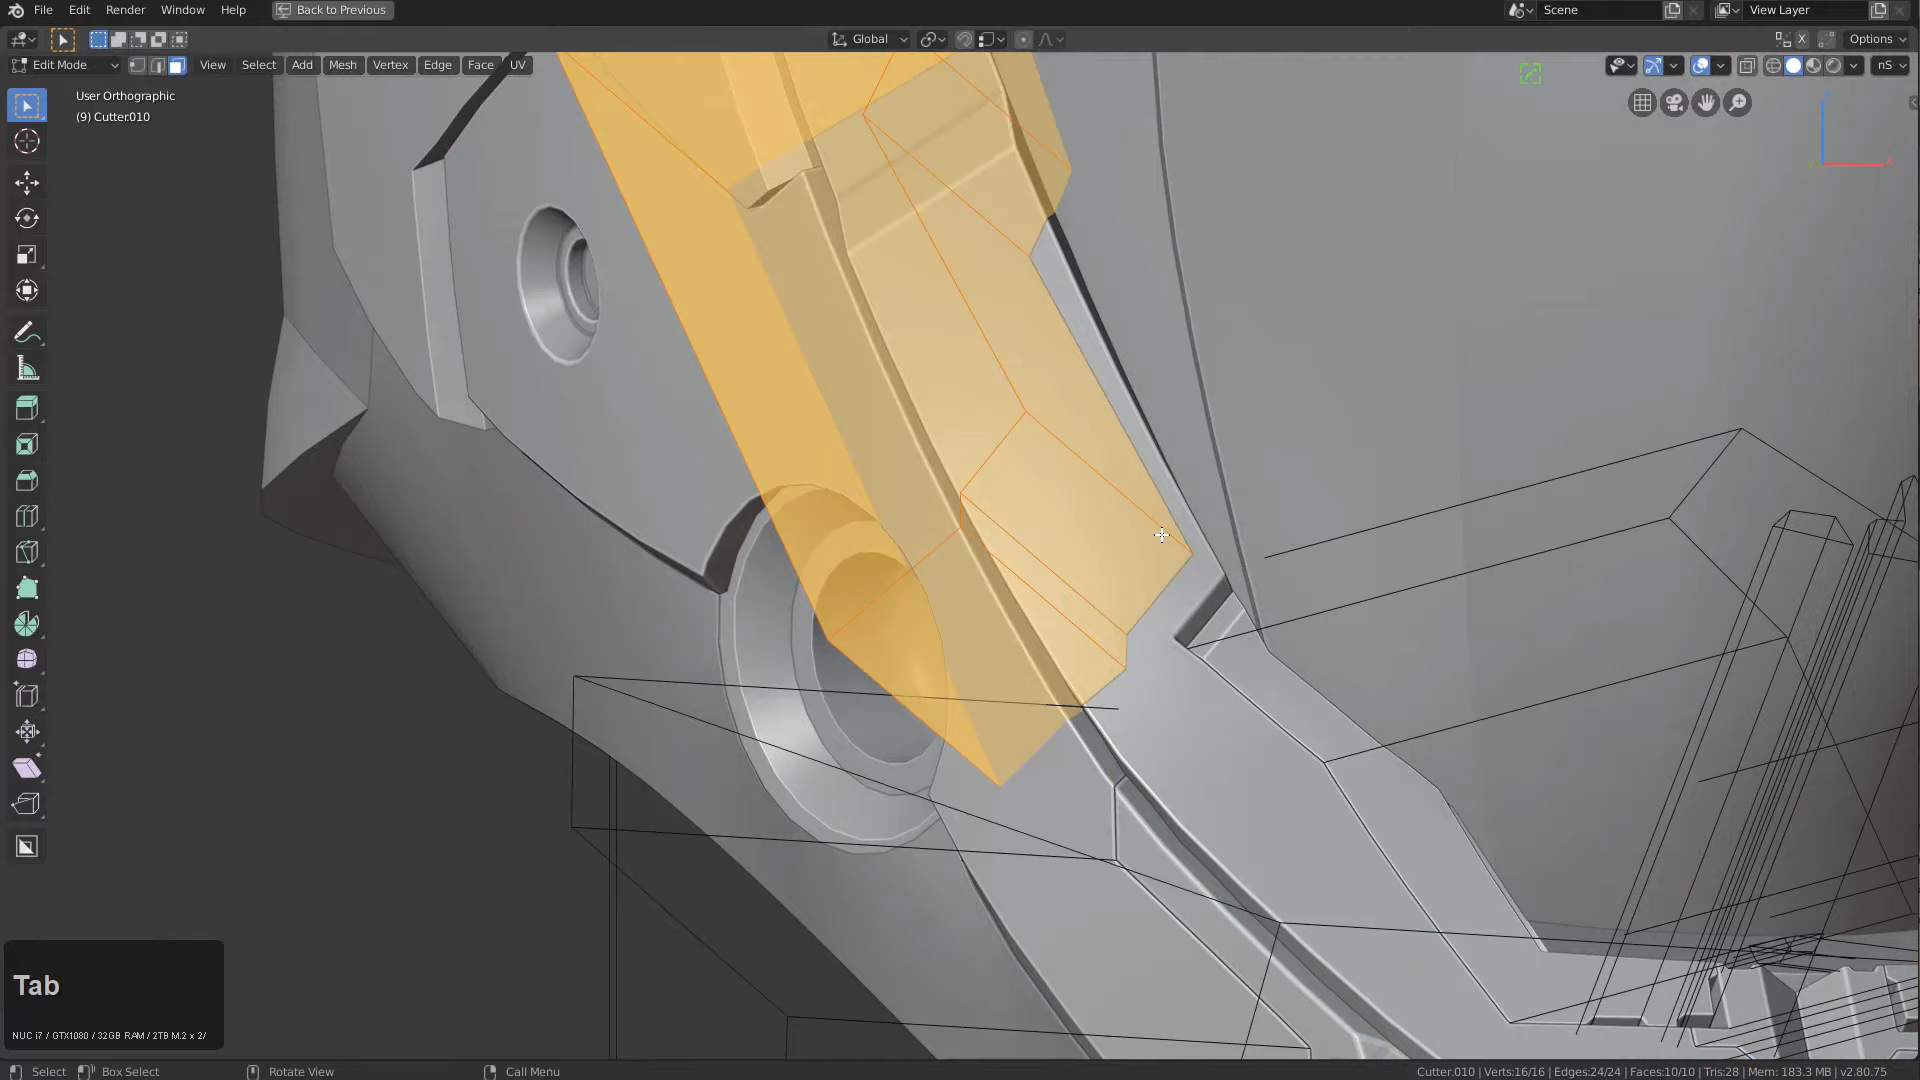 File Edit Render Window Help Back to Previous Scene View Layer
Global X Options
Edit Mode View Select Add Mesh Vertex Edge Face UV nS
User Orthographic
(9) Cutter.010
Tab
NUC i7 / GTX1080 / 32GB RAM / 2TB M.2 x 2/
Select Box Select Rotate View Call Menu Cutter.010 | Verts:16/16 | Edges:24/24 | Faces:10/10 | Tris:28 | Mem: 183.3 MB | v2.80.75